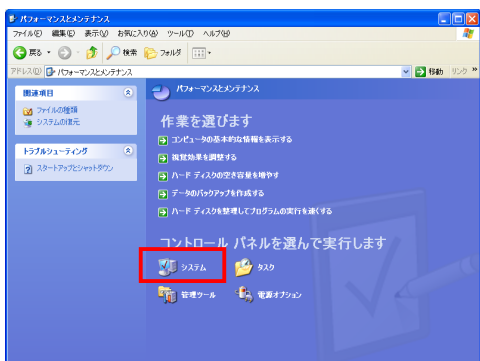 パフォーマンスとメンテナンス
ファイル(F) 編集(E) 表示(V) お気に入り(A) ツール(T) ヘルプ(H)
戻る 検索 フォルダ
アドレス(D) パフォーマンスとメンテナンス 移動 リンク »
関連項目
ファイルの種類
システムの復元
トラブルシューティング
スタートアップとシャットダウン
パフォーマンスとメンテナンス
作業を選びます
コンピュータの基本的な情報を表示する
視覚効果を調整する
ハード ディスクの空き容量を増やす
データのバックアップを作成する
ハード ディスクを整理してプログラムの実行を速くする
コントロール パネルを選んで実行します
システム タスク
管理ツール 電源オプション